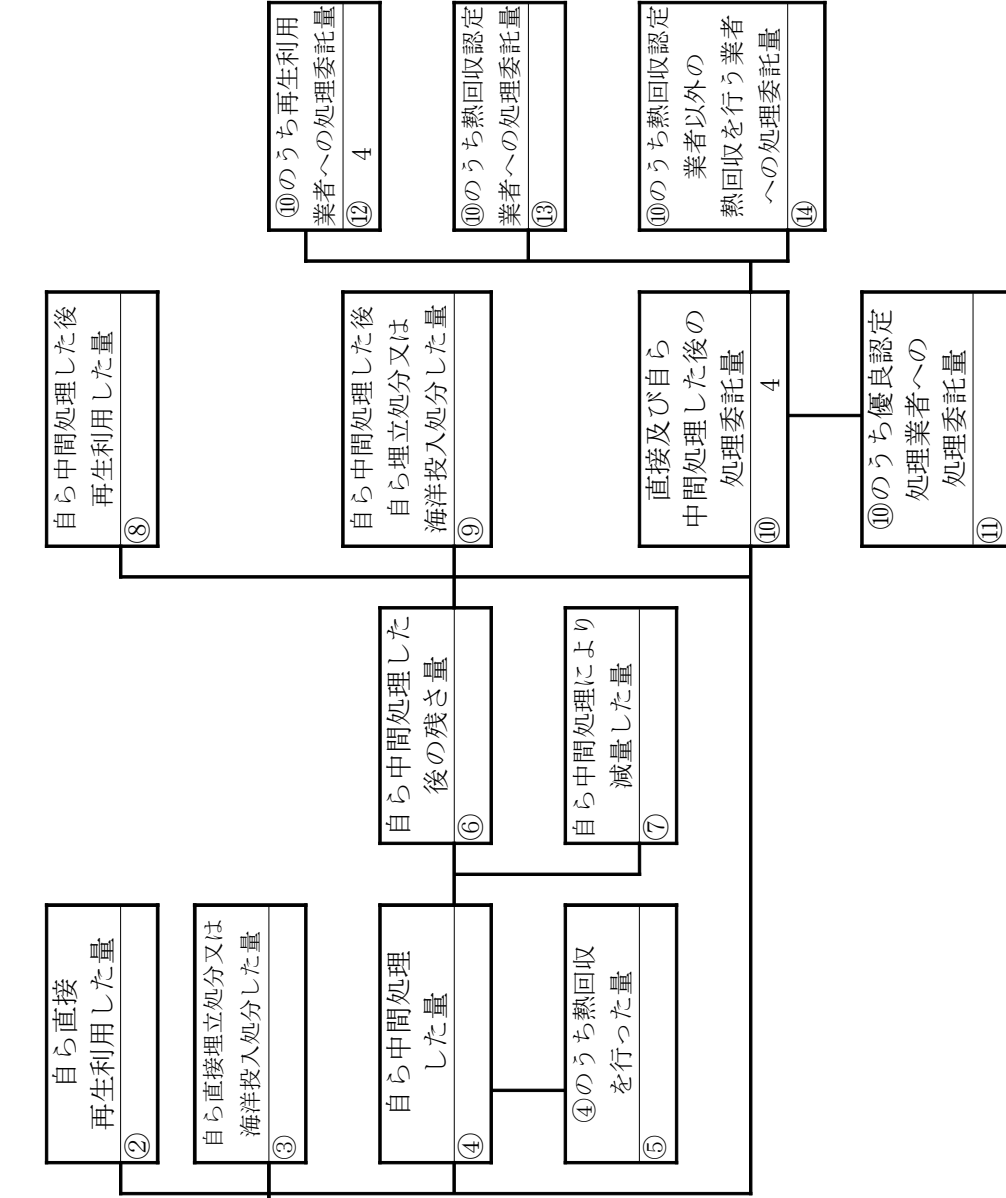 自ら直接
再生利用した量
②
自ら直接埋立処分又は
海洋投入処分した量
③
自ら中間処理
した量
④
④のうち熱回収
を行った量
⑤
自ら中間処理した
後の残さ量
⑥
自ら中間処理により
減量した量
⑦
自ら中間処理した後
再生利用した量
⑧
自ら中間処理した後
自ら埋立処分又は
海洋投入処分した量
⑨
直接及び自ら
中間処理した後の
処理委託量
⑩ 4
⑩のうち優良認定
処理業者への
処理委託量
⑪
⑩のうち再生利用
業者への処理委託量
⑫ 4
⑩のうち熱回収認定
業者への処理委託量
⑬
⑩のうち熱回収認定
業者以外の
熱回収を行う業者
への処理委託量
⑭